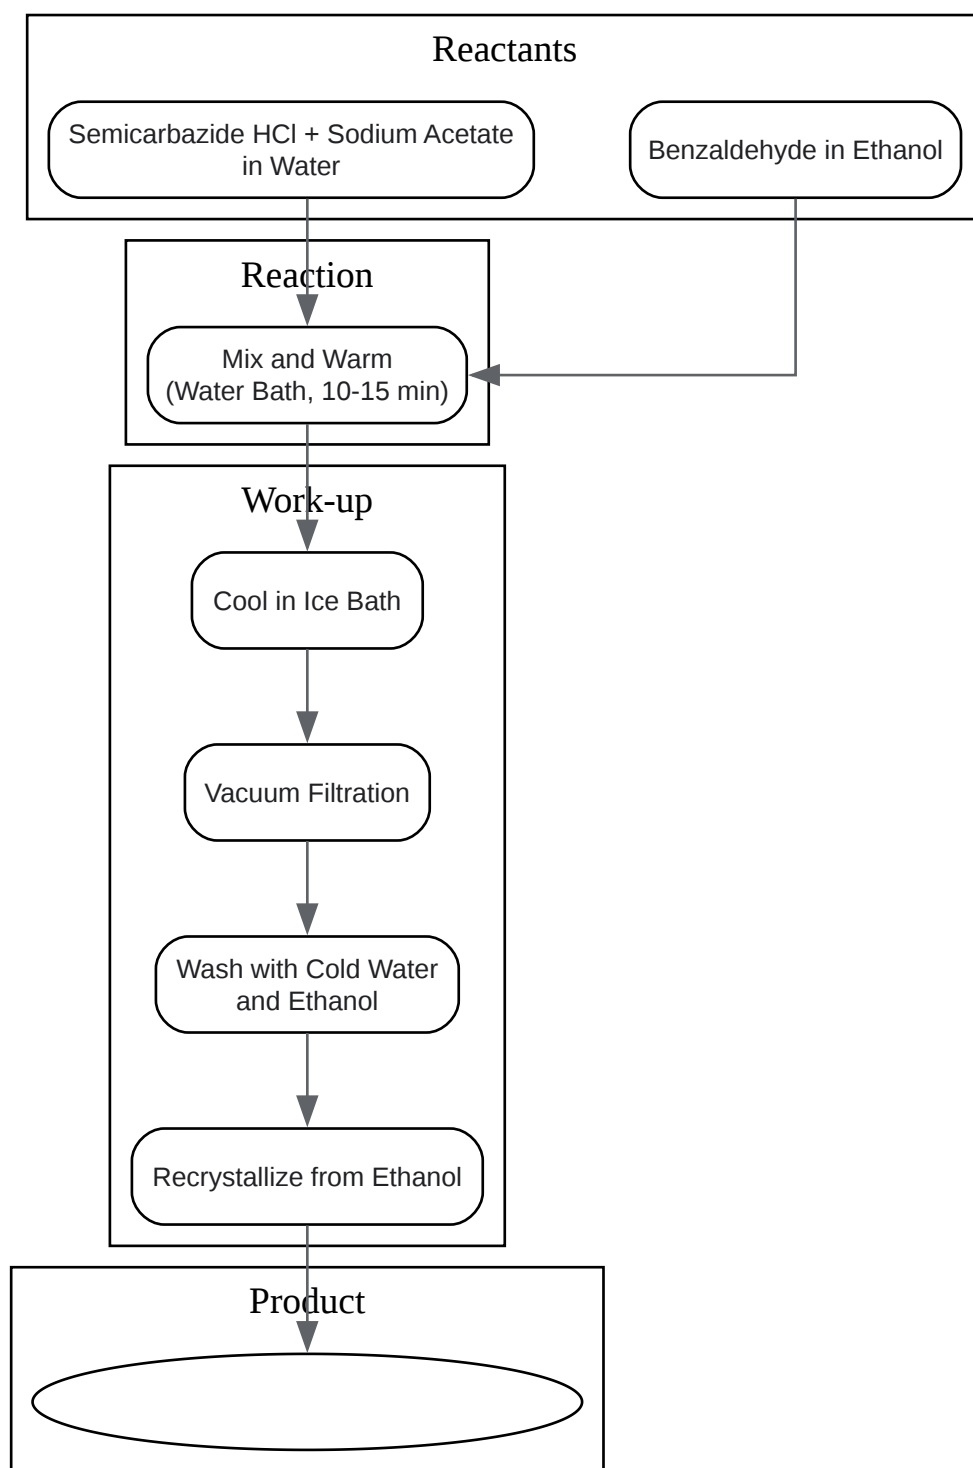 Reactants
Semicarbazide HCl + Sodium Acetate
in Water
Benzaldehyde in Ethanol
Reaction
Mix and Warm
(Water Bath, 10-15 min)
Work-up
Cool in Ice Bath
Vacuum Filtration
Wash with Cold Water
and Ethanol
Recrystallize from Ethanol
Product